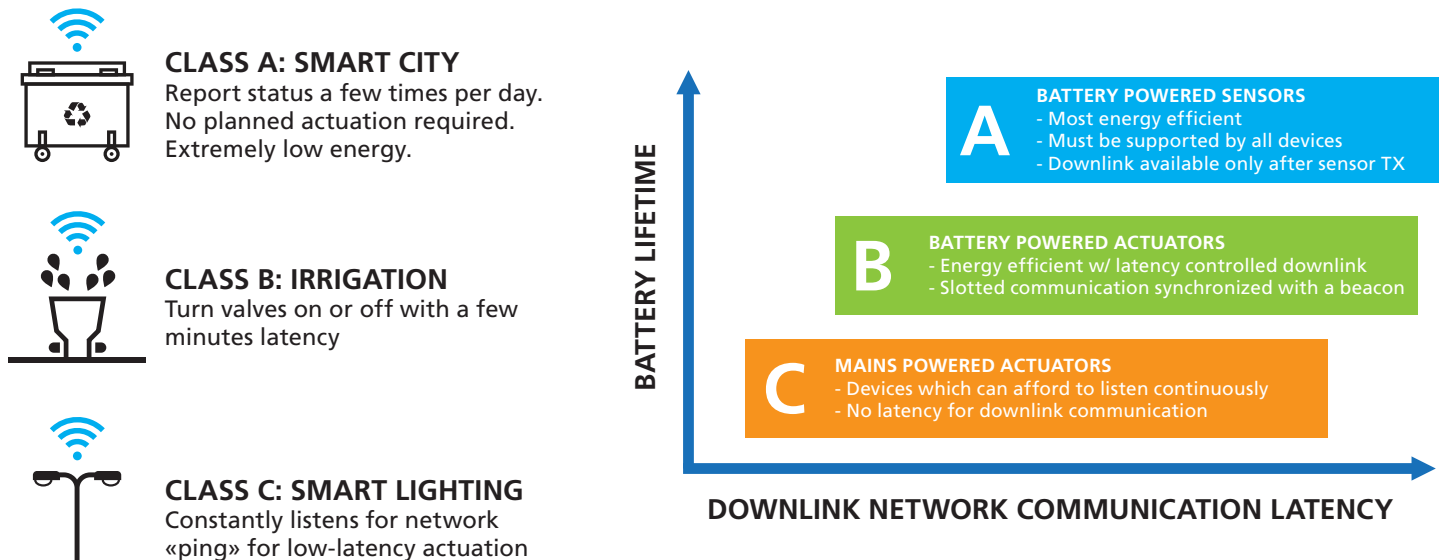 CLASS A: SMART CITY
Report status a few times per day.
No planned actuation required.
Extremely low energy.
CLASS B: IRRIGATION
Turn valves on or off with a few
minutes latency
CLASS C: SMART LIGHTING
Constantly listens for network
«ping» for low-latency actuation
BATTERY LIFETIME
A
BATTERY POWERED SENSORS
- Most energy efficient
- Must be supported by all devices
- Downlink available only after sensor TX
B
BATTERY POWERED ACTUATORS
- Energy efficient w/ latency controlled downlink
- Slotted communication synchronized with a beacon
C
MAINS POWERED ACTUATORS
- Devices which can afford to listen continuously
- No latency for downlink communication
DOWNLINK NETWORK COMMUNICATION LATENCY